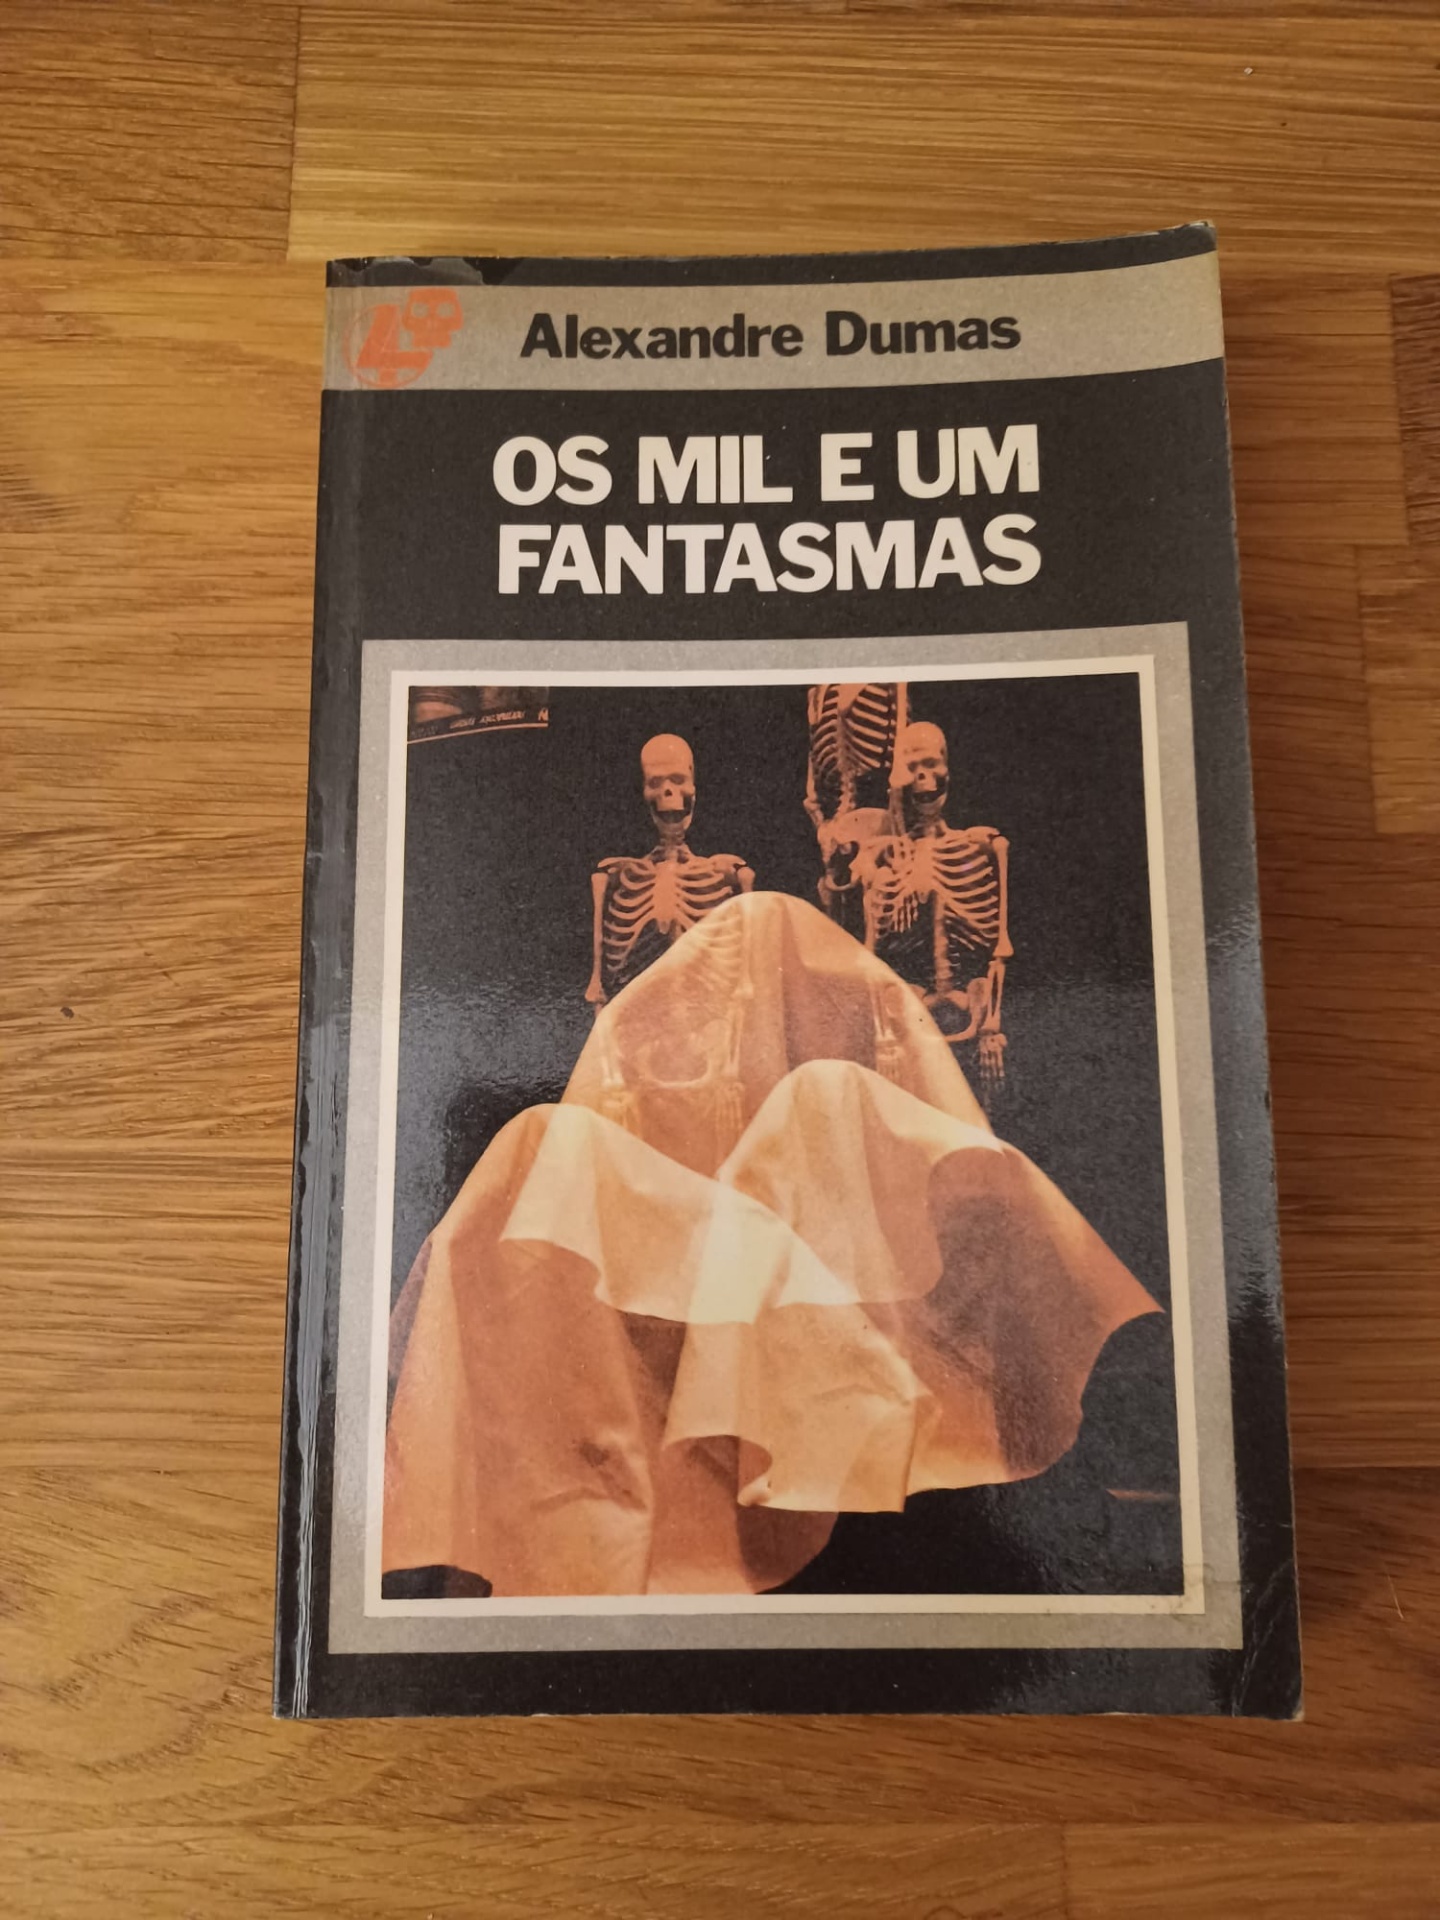 Alexandre Dumas
OS MIL E UM
FANTASMAS